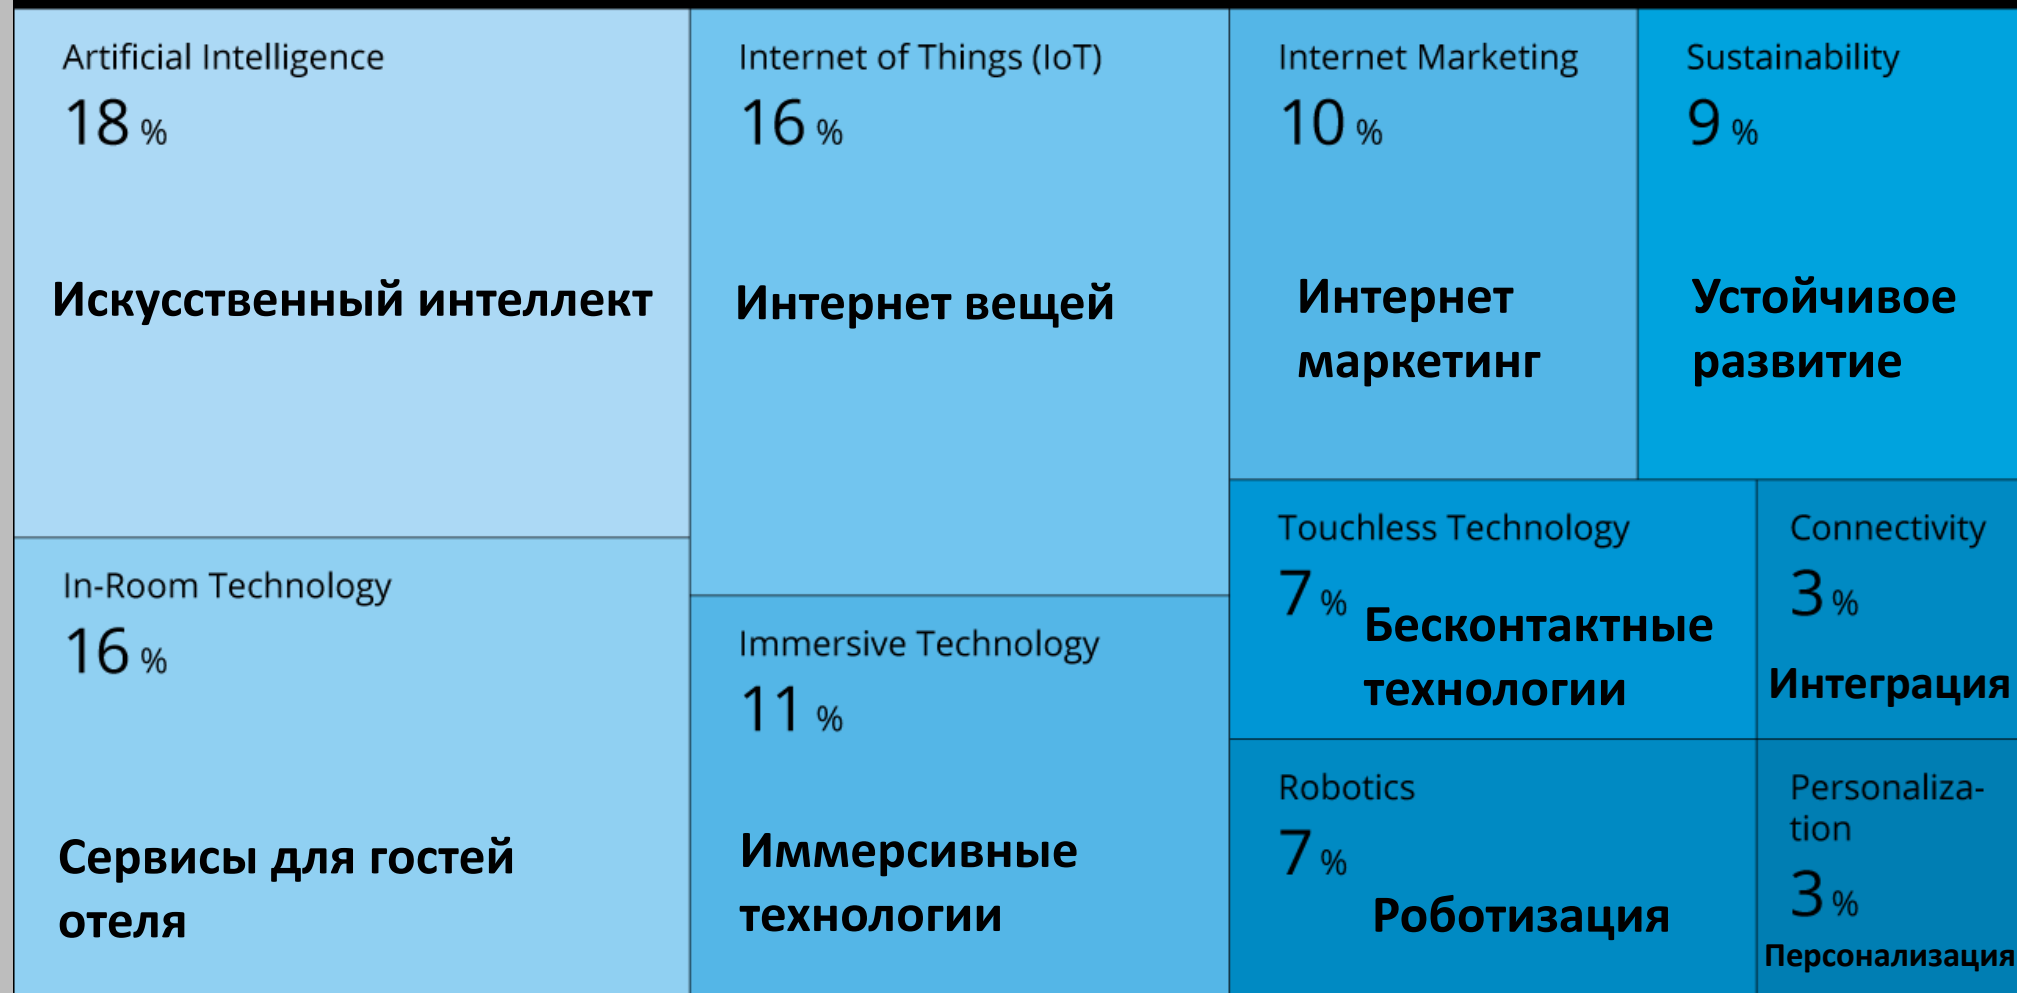 Artificial Intelligence
18 %
Искусственный интеллект
In-Room Technology
16 %
Сервисы для гостей
отеля
Internet of Things (IoT)
16 %
Интернет вещей
Immersive Technology
11 %
Иммерсивные
технологии
Internet Marketing
10 %
Интернет
маркетинг
Sustainability
9 %
Устойчивое
развитие
Touchless Technology
7 %
Бесконтактные
технологии
Connectivity
3 %
Интеграция
Robotics
7 %
Роботизация
Personaliza-
tion
3 %
Персонализация